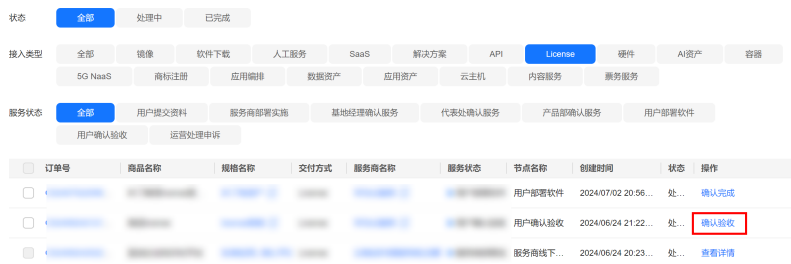 状态 全部 处理中 已完成
接入类型 全部 镜像 软件下载 人工服务 SaaS 解决方案 API License 硬件 AI资产 容器
5G NaaS 商标注册 应用编排 数据资产 应用资产 云主机 内容服务 票务服务
服务状态 全部 用户提交资料 服务商部署实施 基地经理确认服务 代表处确认服务 产品部确认服务 用户部署软件
用户确认验收 运营处理申诉
订单号 商品名称 规格名称 交付方式 服务商名称 服务状态 节点名称 创建时间 状态 操作
用户部署软件 2024/07/02 20:56... 处... 确认完成
用户确认验收 2024/06/24 21:22... 处... 确认验收
服务商线下... 2024/06/24 20:23... 处... 查看详情